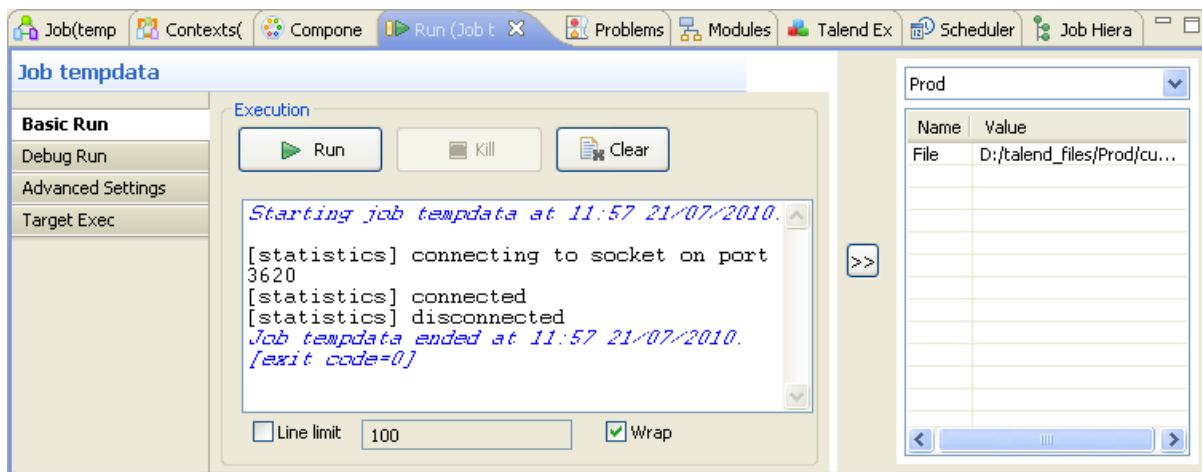 Job(temp Contexts( Compone Run (Job t Problems Modules Talend Ex Scheduler Job Hiera
Job tempdata
Basic Run
Debug Run
Advanced Settings
Target Exec
Execution
Run Kill Clear
Starting job tempdata at 11:57 21/07/2010.
[statistics] connecting to socket on port
3620
[statistics] connected
[statistics] disconnected
Job tempdata ended at 11:57 21/07/2010.
[exit code=0]
Line limit 100 Wrap
>>
Prod
Name Value
File D:/talend_files/Prod/cu...